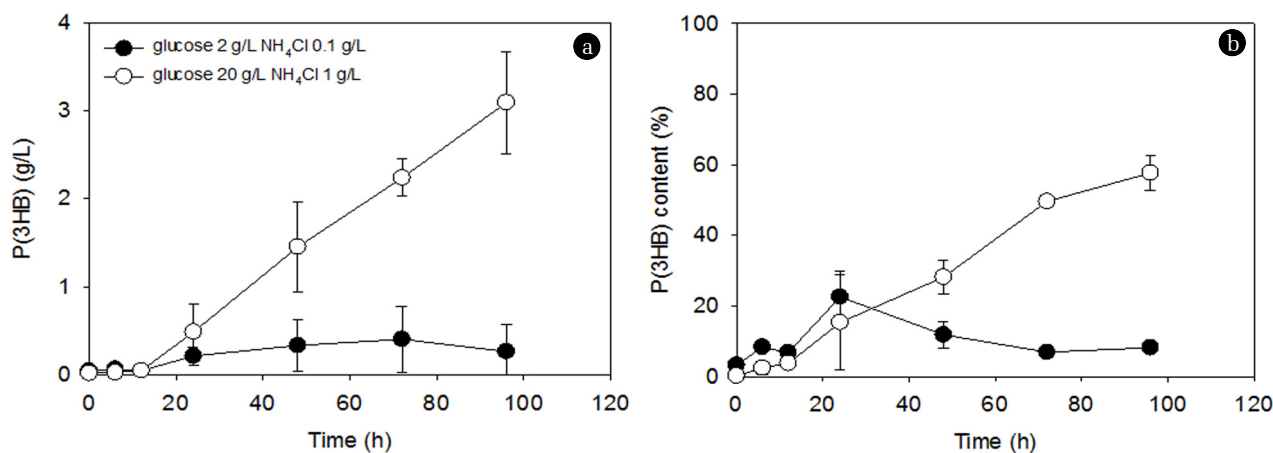 a
glucose 2 g/L NH₄Cl 0.1 g/L
glucose 20 g/L NH₄Cl 1 g/L
P(3HB) (g/L)
4
3
2
1
0
0 20 40 60 80 100 120
Time (h)
b
P(3HB) content (%)
100
80
60
40
20
0
0 20 40 60 80 100 120
Time (h)